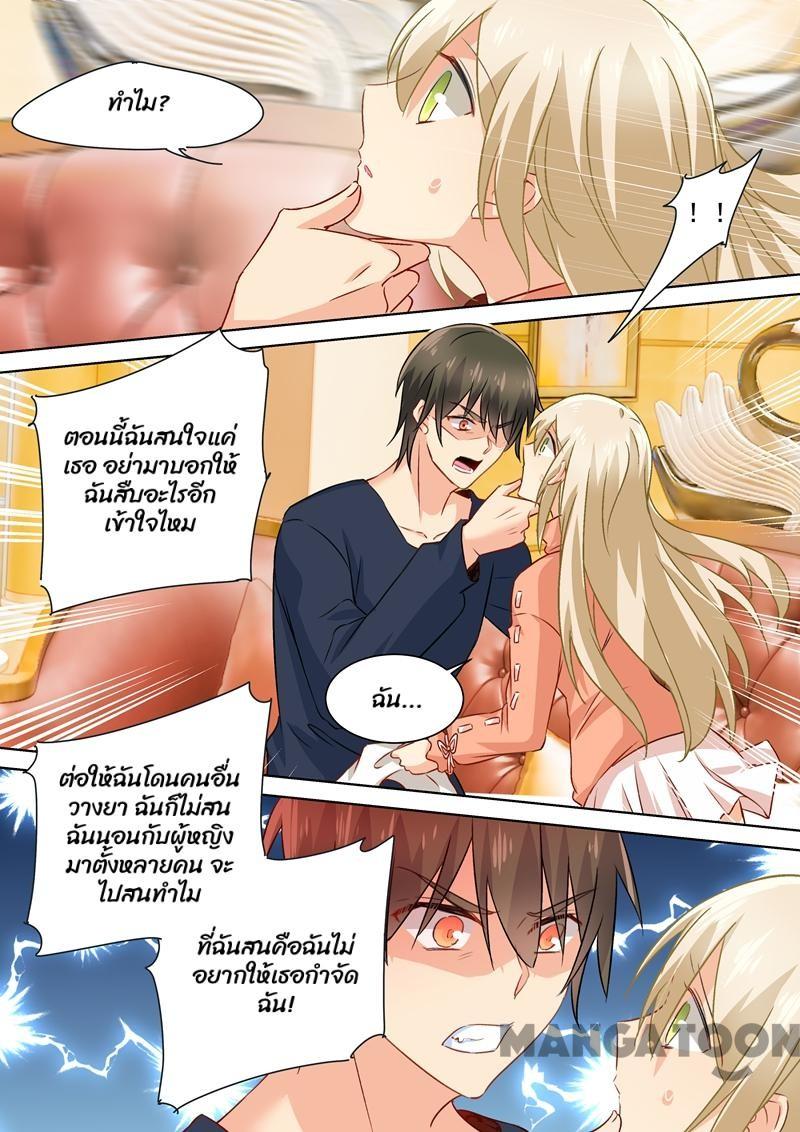 ทำไม?
! !
ตอนนี้ฉันสนใจแค่
เธอ อย่ามาบอกให้
ฉันสืบอะไรอีก
เข้าใจไหม
ฉัน...
ต่อให้ฉันโดนคนอื่น
วางยา ฉันก็ไม่สน
ฉันนอนกับผู้หญิง
มาตั้งหลายคน จะ
ไปสนทำไม
ที่ฉันสนคือฉันไม่
อยากให้เธอกำจัด
ฉัน!
MANGATOON